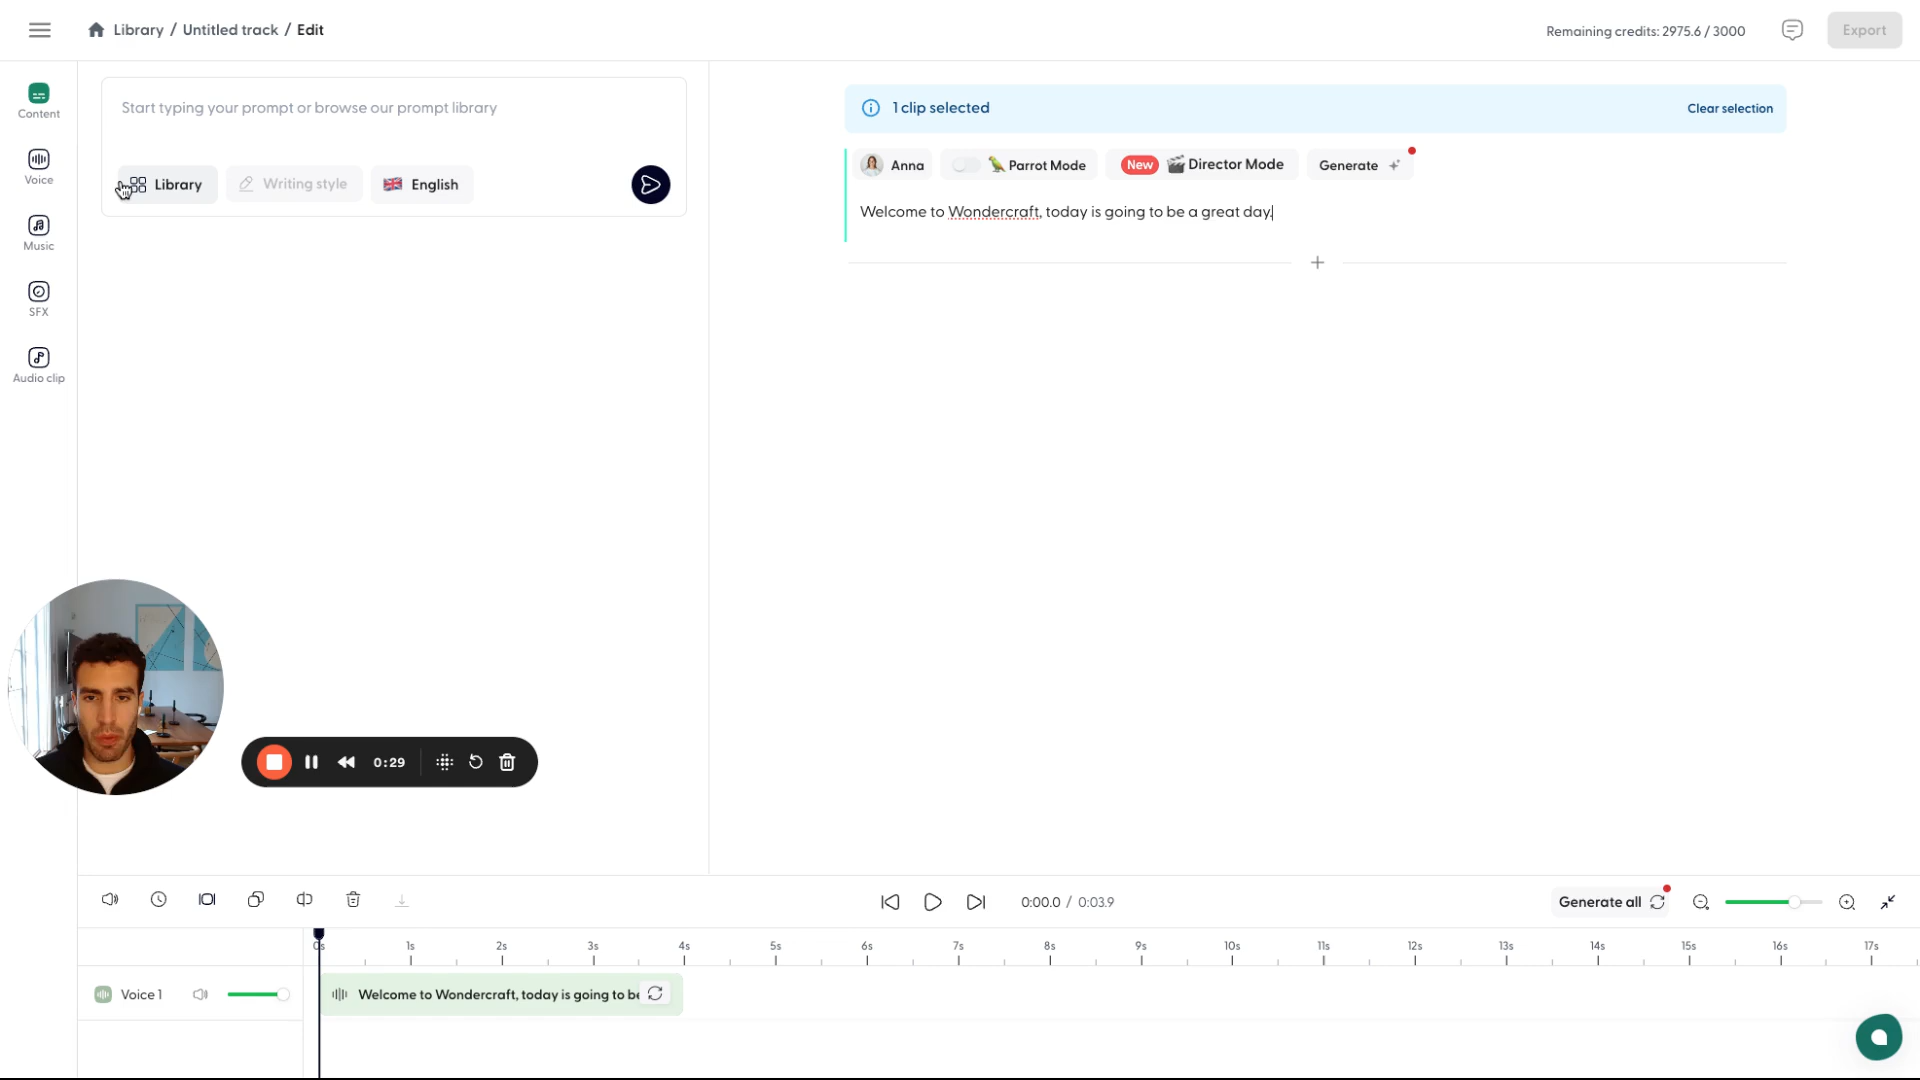 Library / Untitled track / Edit
Remaining credits: 2975.6 / 3000
Export
Content
Voice
Music
SFX
Audio clip
Start typing your prompt or browse our prompt library
Library
Writing style
English
1 clip selected
Clear selection
Anna
Parrot Mode
New
Director Mode
Generate
Welcome to Wondercraft, today is going to be a great day.
0:29
0:00.0 / 0:03.9
Generate all
0s 1s 2s 3s 4s 5s 6s 7s 8s 9s 10s 11s 12s 13s 14s 15s 16s 17s
Voice 1
Welcome to Wondercraft, today is going to be